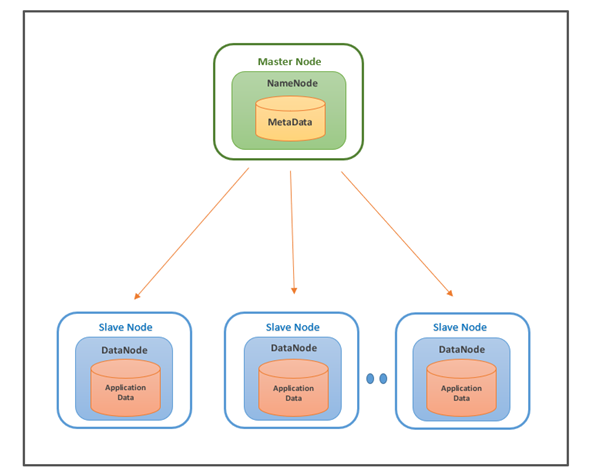 Master Node
NameNode
MetaData
Slave Node
DataNode
Application
Data
Slave Node
DataNode
Application
Data
Slave Node
DataNode
Application
Data